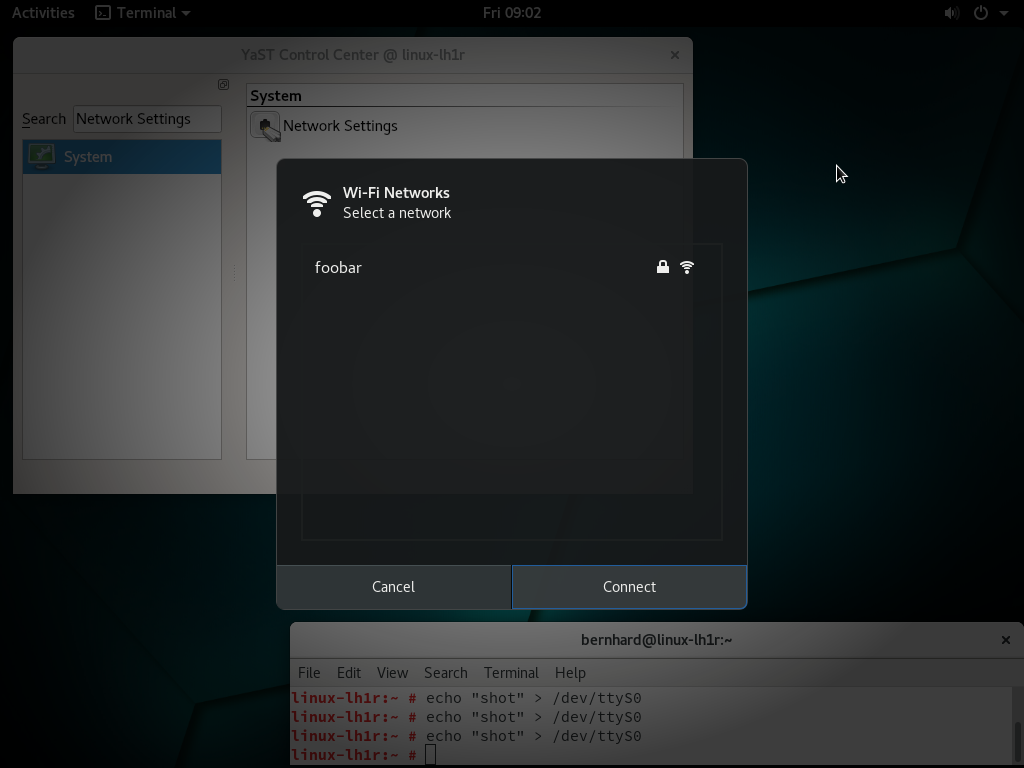 Activities Terminal Fri 09:02
YaST Control Center @ linux-lh1r
Search Network Settings
System
System
Network Settings
Wi-Fi Networks
Select a network
foobar
Cancel Connect
bernhard@linux-lh1r:~
File Edit View Search Terminal Help
linux-lh1r:~ # echo "shot" > /dev/ttyS0
linux-lh1r:~ # echo "shot" > /dev/ttyS0
linux-lh1r:~ # echo "shot" > /dev/ttyS0
linux-lh1r:~ #